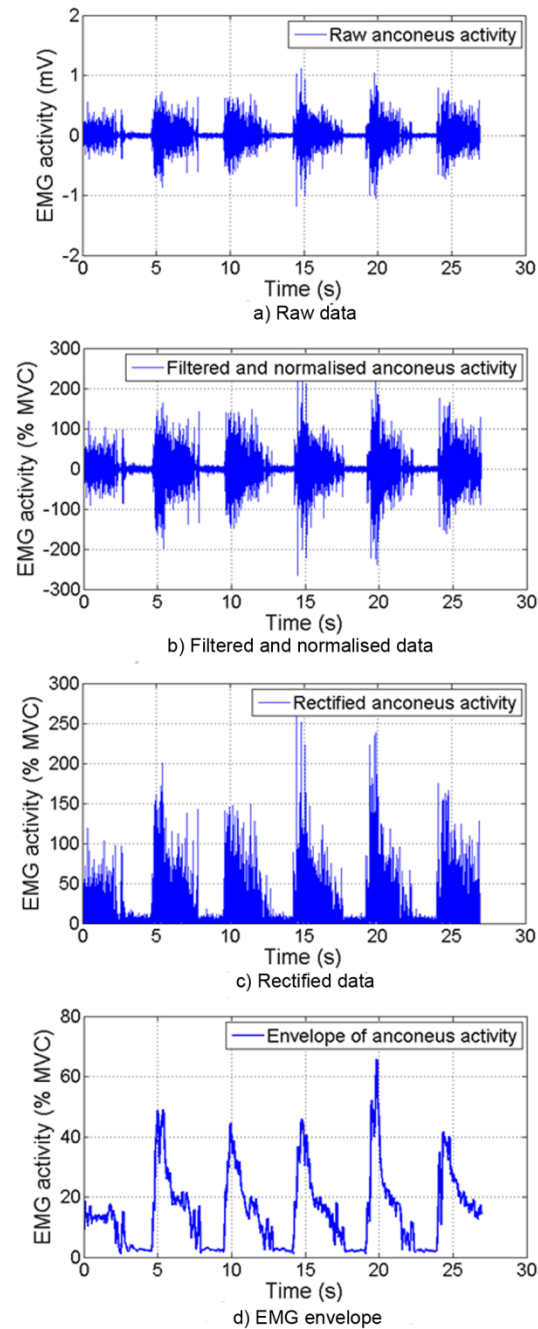 Raw anconeus activity
EMG activity (mV)
2
1
0
-1
-2
0 5 10 15 20 25 30
Time (s)
a) Raw data
Filtered and normalised anconeus activity
EMG activity (% MVC)
300
200
100
0
-100
-200
-300
0 5 10 15 20 25 30
Time (s)
b) Filtered and normalised data
Rectified anconeus activity
EMG activity (% MVC)
300
250
200
150
100
50
0
0 5 10 15 20 25 30
Time (s)
c) Rectified data
Envelope of anconeus activity
EMG activity (% MVC)
80
60
40
20
0
0 5 10 15 20 25 30
Time (s)
d) EMG envelope